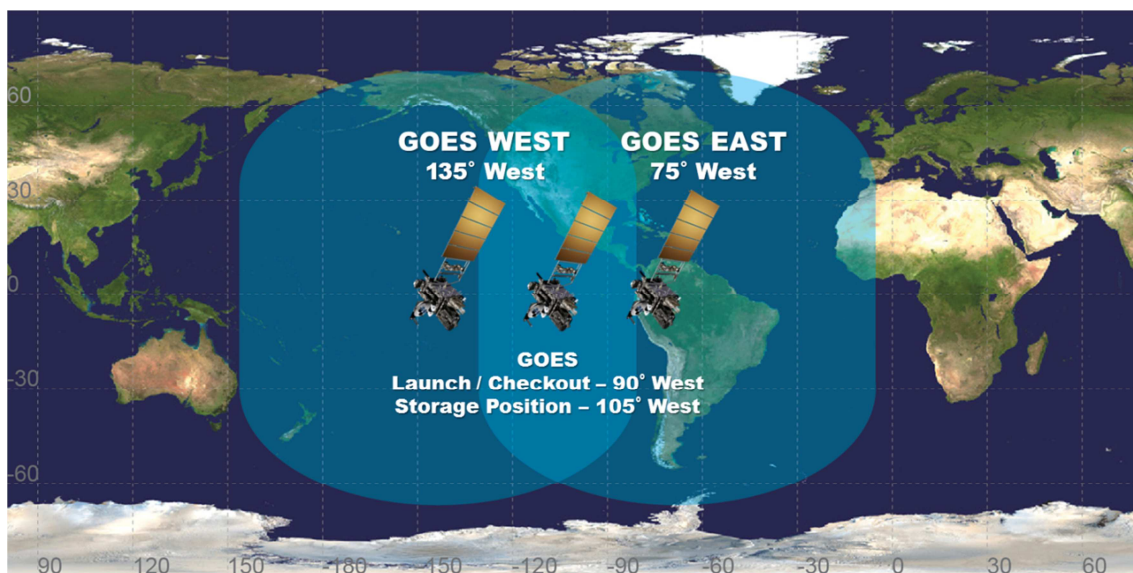 60
GOES WEST
135° West
GOES EAST
75° West
30
0
GOES
Launch / Checkout – 90° West
Storage Position – 105° West
-30
-60
90 120 150 180 -150 -120 -90 -60 -30 0 30 60